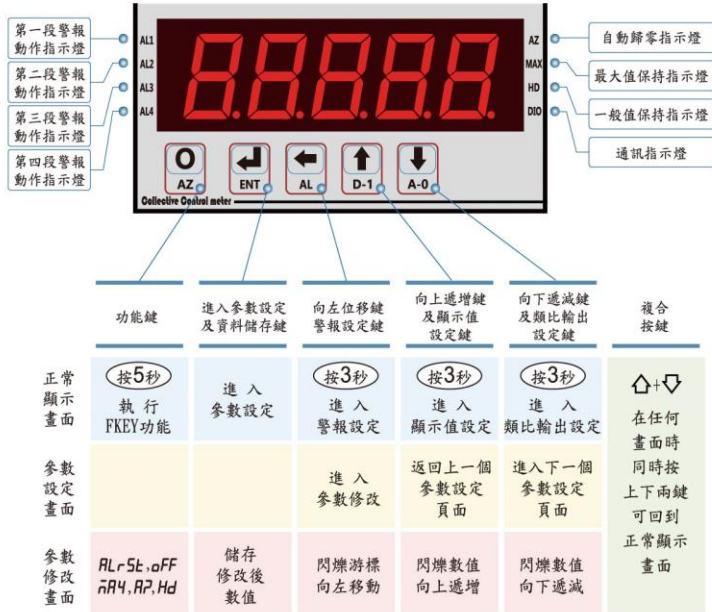 第一段警報
動作指示燈
第二段警報
動作指示燈
第三段警報
動作指示燈
第四段警報
動作指示燈
AL1
AL2
AL3
AL4
88888
AZ
MAX
HD
DIO
自動歸零指示燈
最大值保持指示燈
一般值保持指示燈
通訊指示燈
O
AZ
ENT
AL
D-1
A-0
Collective Control meter
功能鍵
進入參數設定
及資料儲存鍵
向左位移鍵
警報設定鍵
向上遞增鍵
及顯示值
設定鍵
向下遞減鍵
及類比輸出
設定鍵
複合
按鍵
正常
顯示
畫面
按5秒
執行
FKEY功能
進入
參數設定
按3秒
進入
警報設定
按3秒
進入
顯示值設定
按3秒
進入
類比輸出設定
參數
設定
畫面
進入
參數修改
返回上一個
參數設定
頁面
進入下一個
參數設定
頁面
參數
修改
畫面
ALrSt,oFF
儲存
修改後
數值
閃爍游標
向左移動
閃爍數值
向上遞增
閃爍數值
向下遞減
+
在任何
畫面時
同時按
上下兩鍵
可回到
正常顯示
畫面